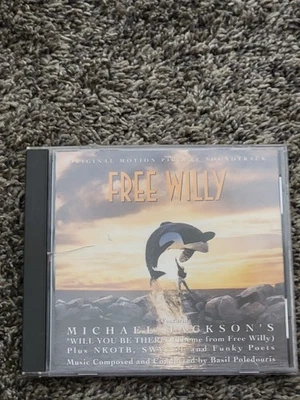 ORIGINAL MOTION PICTURE SOUNDTRACK
FREE WILLY
MICHAEL JACKSON'S
"WILL YOU BE THERE" (Theme from Free Willy)
Plus NKOTB, SWV, and Funky Poets
Music Composed and Conducted by Basil Poledouris